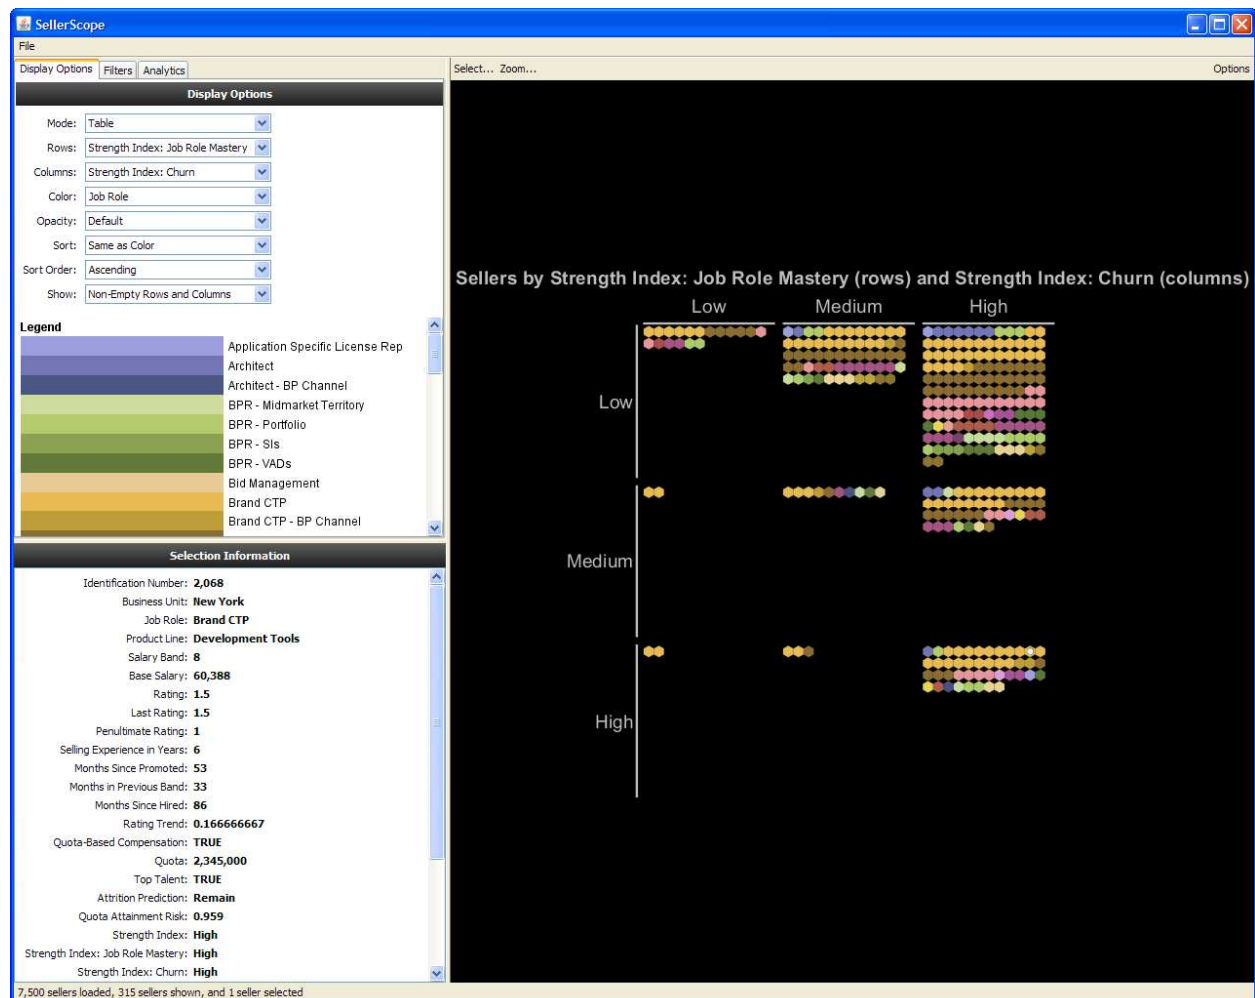 SellerScope
File
Display Options Filters Analytics
Select... Zoom... Options
Display Options
Mode: Table
Rows: Strength Index: Job Role Mastery
Columns: Strength Index: Churn
Color: Job Role
Opacity: Default
Sort: Same as Color
Sort Order: Ascending
Show: Non-Empty Rows and Columns
Legend
Application Specific License Rep
Architect
Architect - BP Channel
BPR - Midmarket Territory
BPR - Portfolio
BPR - SIs
BPR - VADs
Bid Management
Brand CTP
Brand CTP - BP Channel
Selection Information
Identification Number: 2,068
Business Unit: New York
Job Role: Brand CTP
Product Line: Development Tools
Salary Band: 8
Base Salary: 60,388
Rating: 1.5
Last Rating: 1.5
Penultimate Rating: 1
Selling Experience in Years: 6
Months Since Promoted: 53
Months in Previous Band: 33
Months Since Hired: 86
Rating Trend: 0.166666667
Quota-Based Compensation: TRUE
Quota: 2,345,000
Top Talent: TRUE
Attrition Prediction: Remain
Quota Attainment Risk: 0.959
Strength Index: High
Strength Index: Job Role Mastery: High
Strength Index: Churn: High
7,500 sellers loaded, 315 sellers shown, and 1 seller selected
Sellers by Strength Index: Job Role Mastery (rows) and Strength Index: Churn (columns)
Low Medium High
Low
Medium
High